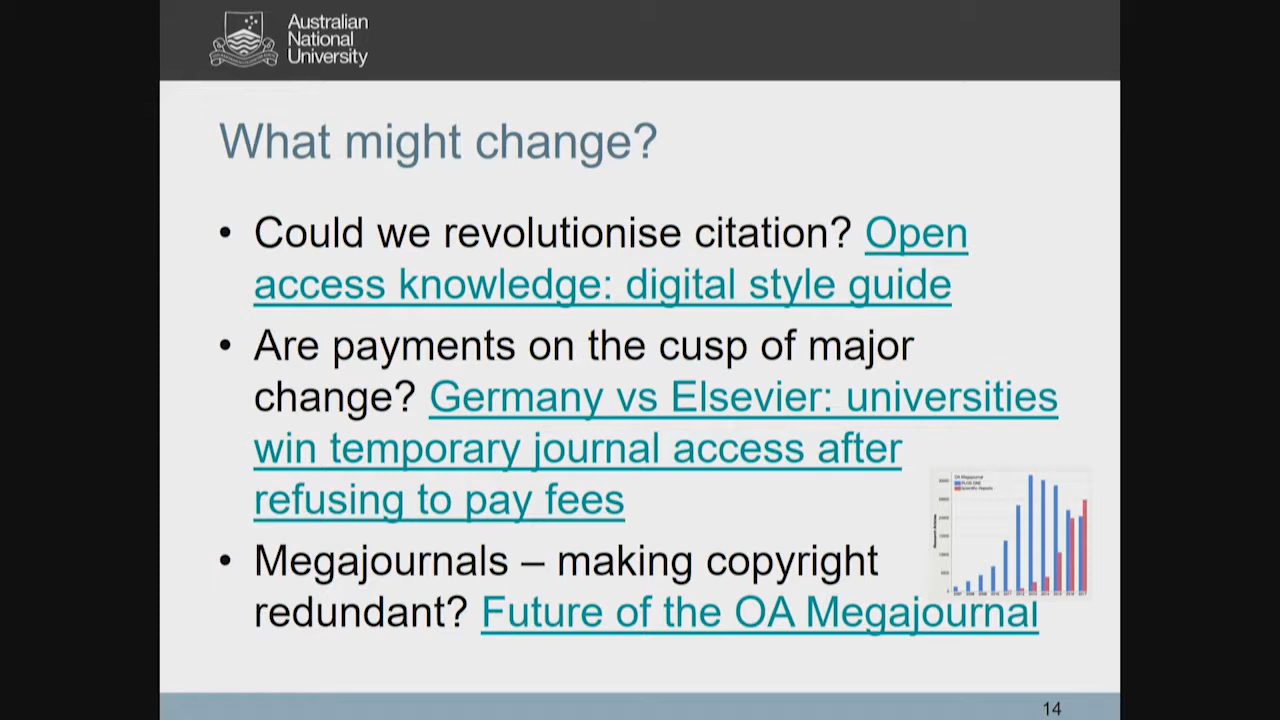 Australian
National
University
What might change?
• Could we revolutionise citation? Open
access knowledge: digital style guide
• Are payments on the cusp of major
change? Germany vs Elsevier: universities
win temporary journal access after
refusing to pay fees
• Megajournals – making copyright
redundant? Future of the OA Megajournal
14